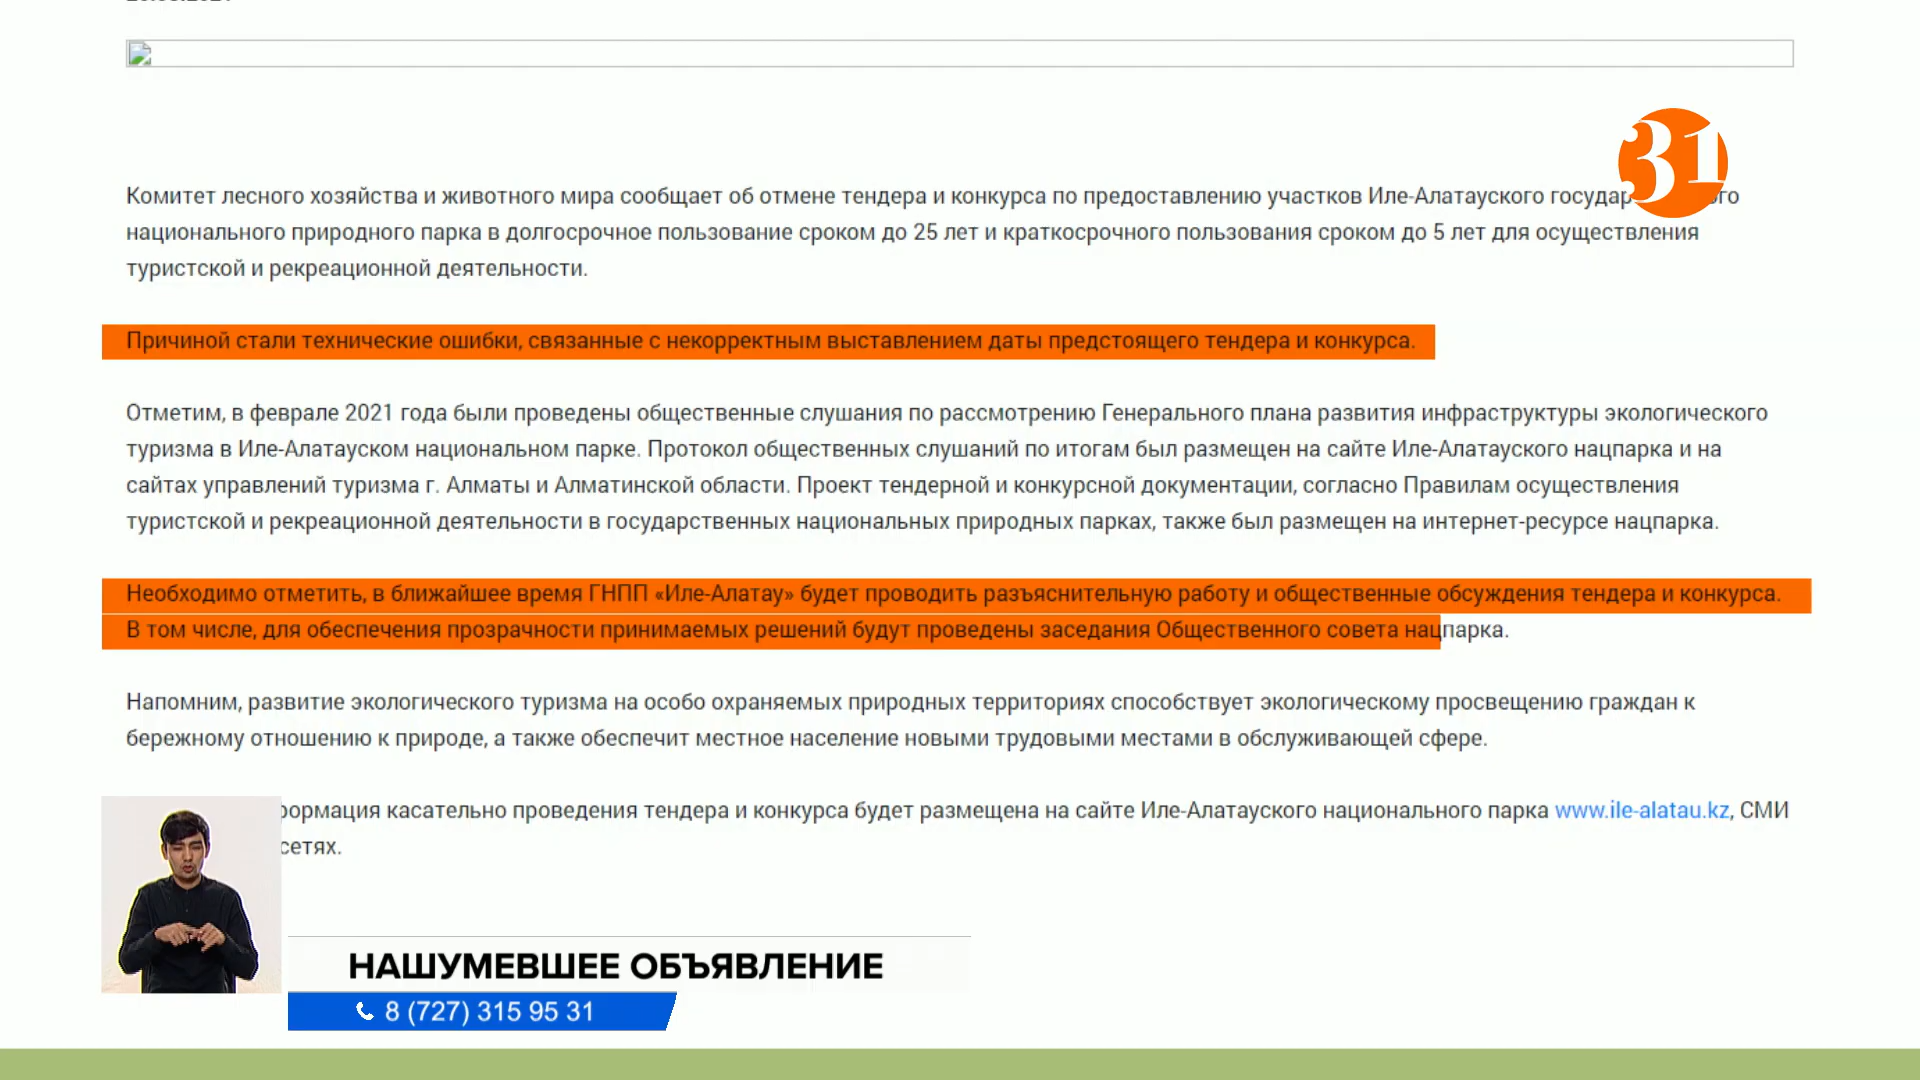 31
Комитет лесного хозяйства и животного мира сообщает об отмене тендера и конкурса по предоставлению участков Иле-Алатауского
национального природного парка в долгосрочное пользование сроком до 25 лет и краткосрочного пользования сроком до 5 лет для осуществления
туристской и рекреационной деятельности.
Причиной стали технические ошибки, связанные с некорректным выставлением даты предстоящего тендера и конкурса.
Отметим, в феврале 2021 года были проведены общественные слушания по рассмотрению Генерального плана развития инфраструктуры экологического
туризма в Иле-Алатауском национальном парке. Протокол общественных слушаний по итогам был размещен на сайте Иле-Алатауского нацпарка и на
сайтах управлений туризма г. Алматы и Алматинской области. Проект тендерной и конкурсной документации, согласно Правилам осуществления
туристской и рекреационной деятельности в государственных национальных природных парках, также был размещен на интернет-ресурсе нацпарка.
Необходимо отметить, в ближайшее время ГНПП «Иле-Алатау» будет проводить разъяснительную работу и общественные обсуждения тендера и конкурса.
В том числе, для обеспечения прозрачности принимаемых решений будут проведены заседания Общественного совета нацпарка.
Напомним, развитие экологического туризма на особо охраняемых природных территориях способствует экологическому просвещению граждан к
бережному отношению к природе, а также обеспечит местное население новыми трудовыми местами в обслуживающей сфере.
формация касательно проведения тендера и конкурса будет размещена на сайте Иле-Алатауского национального парка www.ile-alatau.kz, СМИ
сетях.
НАШУМЕВШЕЕ ОБЪЯВЛЕНИЕ
8 (727) 315 95 31